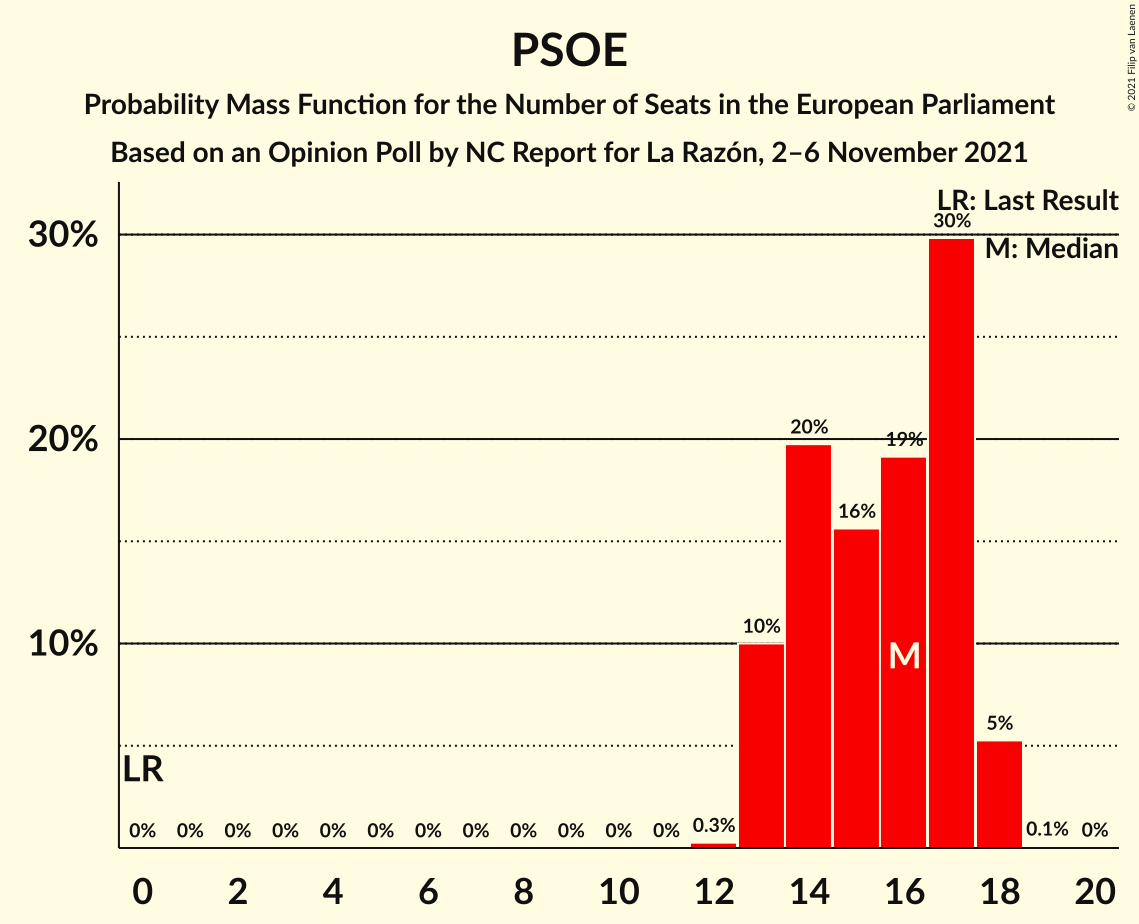 PSOE
Probability Mass Function for the Number of Seats in the European Parliament
Based on an Opinion Poll by NC Report for La Razón, 2–6 November 2021
© 2021 Filip van Laenen
LR: Last Result
M: Median
30%
20%
10%
30%
20%
19%
16%
10%
M
5%
LR
0% 0% 0% 0% 0% 0% 0% 0% 0% 0% 0% 0% 0.3% 0.1% 0%
0 2 4 6 8 10 12 14 16 18 20